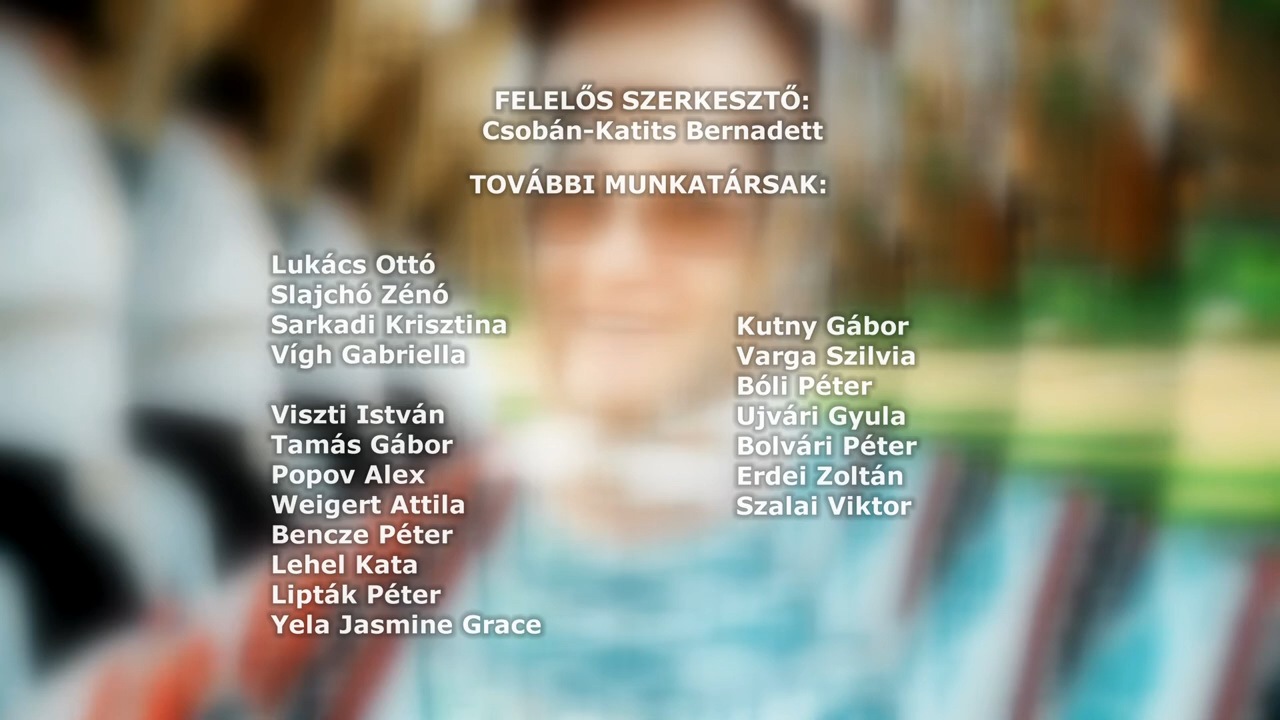 FELELŐS SZERKESZTŐ:
Csobán-Katits Bernadett
TOVÁBBI MUNKATÁRSAK:
Lukács Ottó
Slajchó Zénó
Sarkadi Krisztina
Vígh Gabriella
Viszti István
Tamás Gábor
Popov Alex
Weigert Attila
Bencze Péter
Lehel Kata
Lipták Péter
Yela Jasmine Grace
Kutny Gábor
Varga Szilvia
Bóli Péter
Ujvári Gyula
Bolvári Péter
Erdei Zoltán
Szalai Viktor